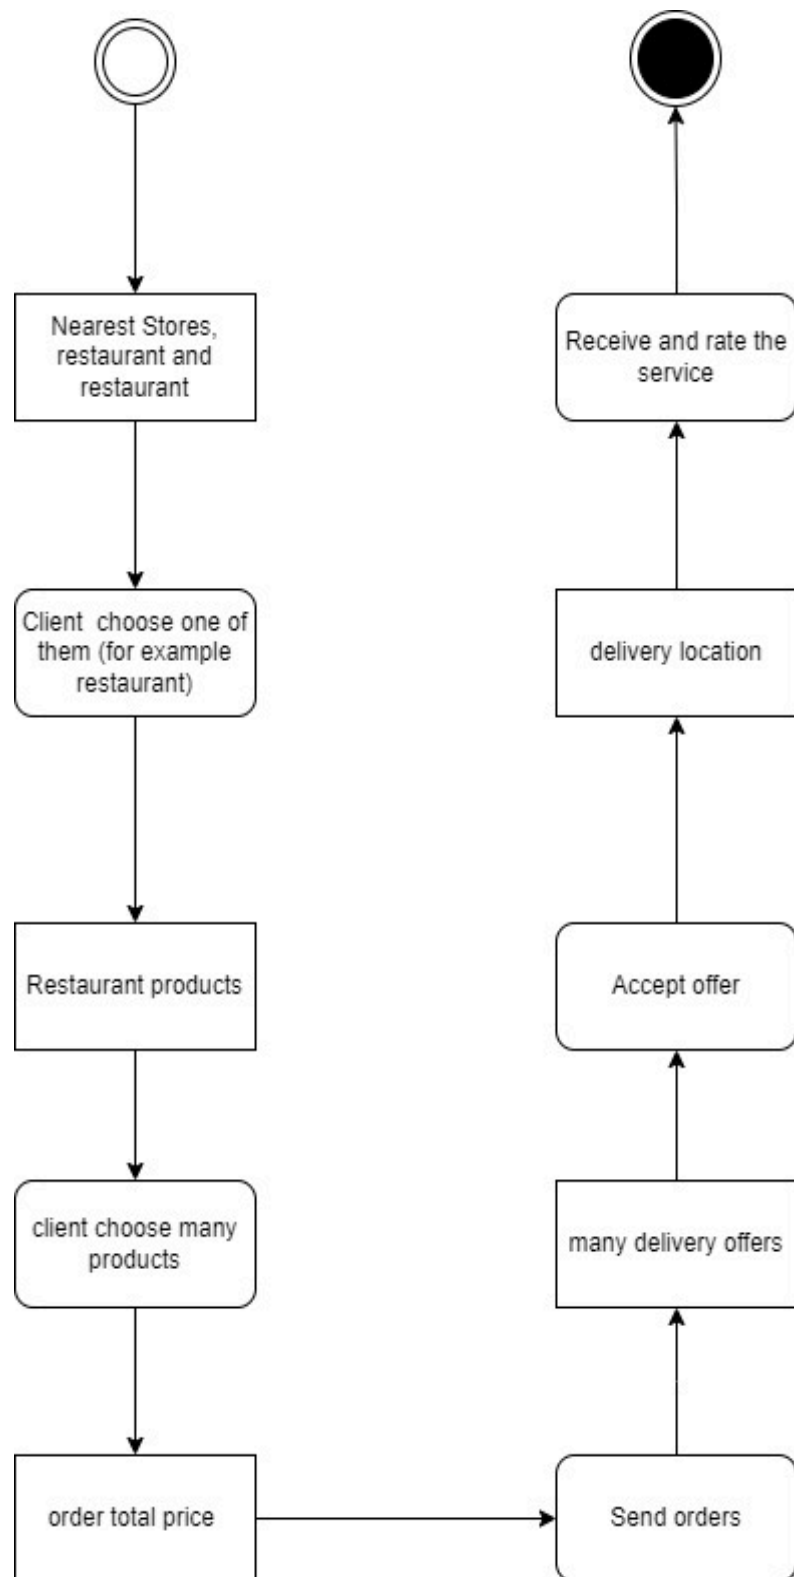 Nearest Stores,
restaurant and
restaurant
Client choose one of
them (for example
restaurant)
Restaurant products
client choose many
products
order total price
Send orders
many delivery offers
Accept offer
delivery location
Receive and rate the
service